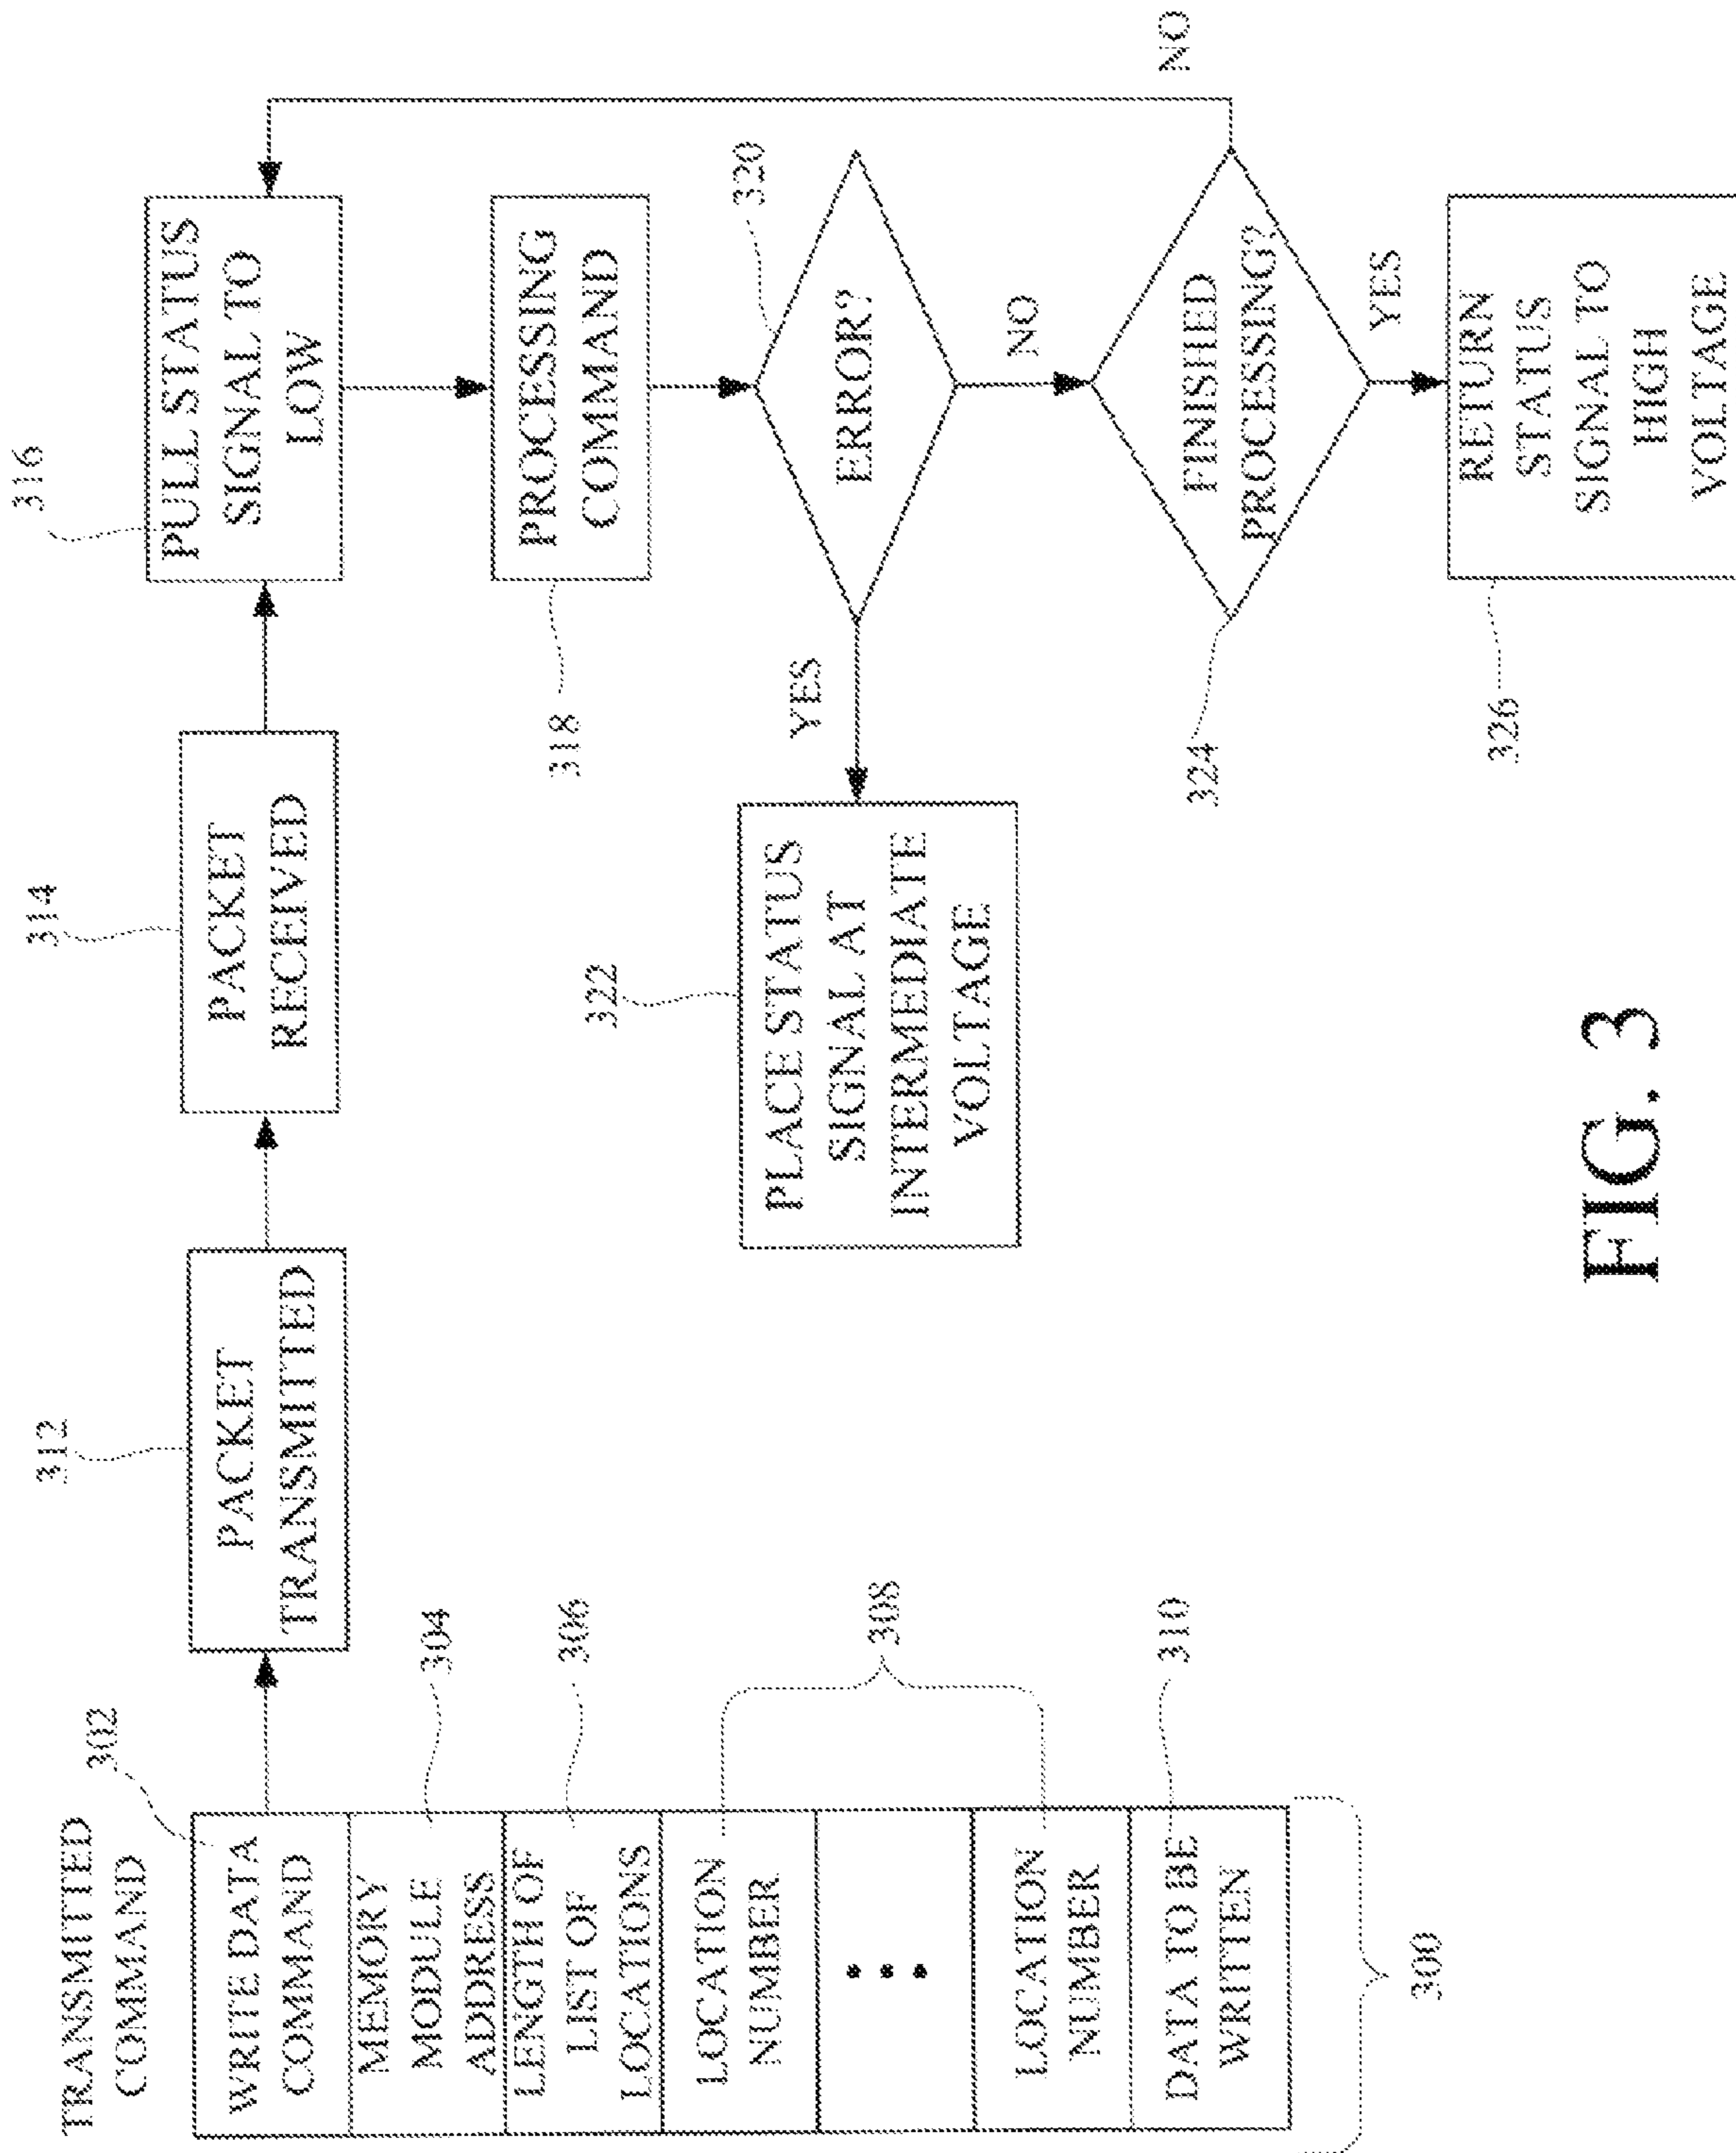 TRANSMITTED
COMMAND
302
WRITE DATA
COMMAND
MEMORY
MODULE
ADDRESS
304
LENGTH OF
LIST OF
LOCATIONS
306
LOCATION
NUMBER
• • •
308
LOCATION
NUMBER
DATA TO BE
WRITTEN
310
300
312
PACKET
TRANSMITTED
314
PACKET
RECEIVED
316
PULL STATUS
SIGNAL TO
LOW
PROCESSING
COMMAND
318
320
ERROR?
YES
NO
322
PLACE STATUS
SIGNAL AT
INTERMEDIATE
VOLTAGE
FINISHED
PROCESSING?
324
NO
YES
RETURN
STATUS
SIGNAL TO
HIGH
VOLTAGE
326
FIG. 3